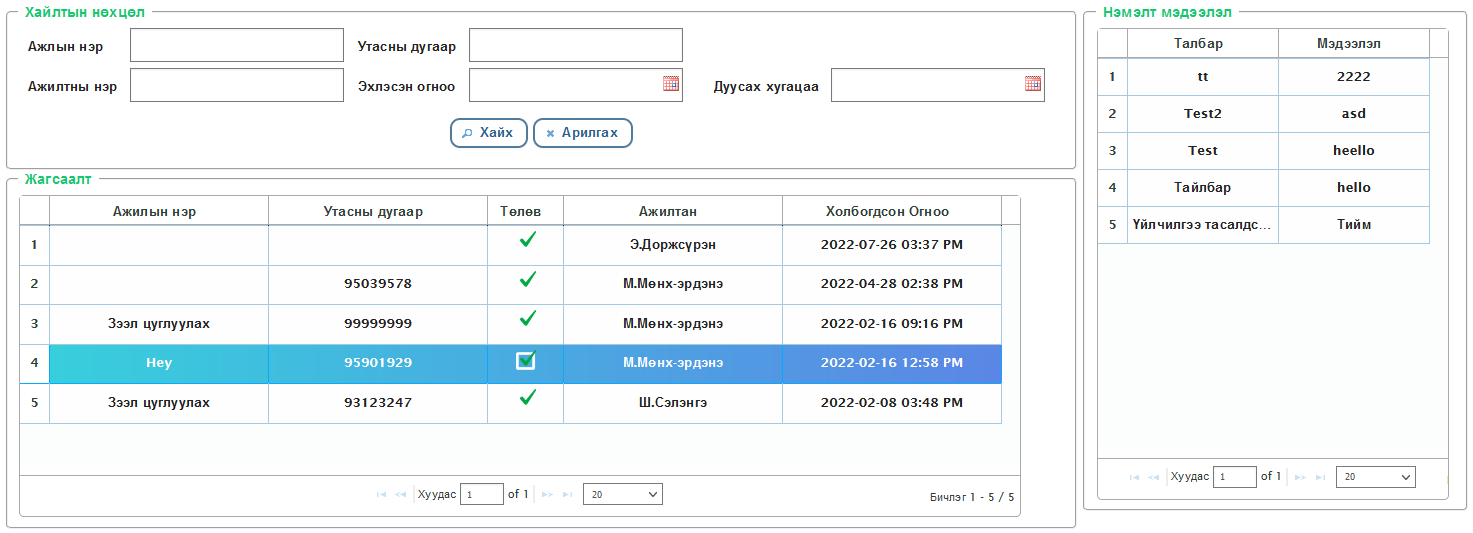 Хайлтын нөхцөл
Ажлын нэр
Утасны дугаар
Ажилтны нэр
Эхлэсэн огноо
Дуусах хугацаа
Хайх
Арилгах
Жагсаалт
Ажилын нэр Утасны дугаар Төлөв Ажилтан Холбогдсон Огноо
1 Э.Доржсүрэн 2022-07-26 03:37 PM
2 95039578 М.Мөнх-эрдэнэ 2022-04-28 02:38 PM
3 Зээл цуглуулах 99999999 М.Мөнх-эрдэнэ 2022-02-16 09:16 PM
4 Hey 95901929 М.Мөнх-эрдэнэ 2022-02-16 12:58 PM
5 Зээл цуглуулах 93123247 Ш.Сэлэнгэ 2022-02-08 03:48 PM
Хуудас 1 of 1 20
Бичлэг 1 - 5 / 5
Нэмэлт мэдээлэл
Талбар Мэдээлэл
1 tt 2222
2 Test2 asd
3 Test heello
4 Тайлбар hello
5 Үйлчилгээ тасалдс... Тийм
Хуудас 1 of 1 20